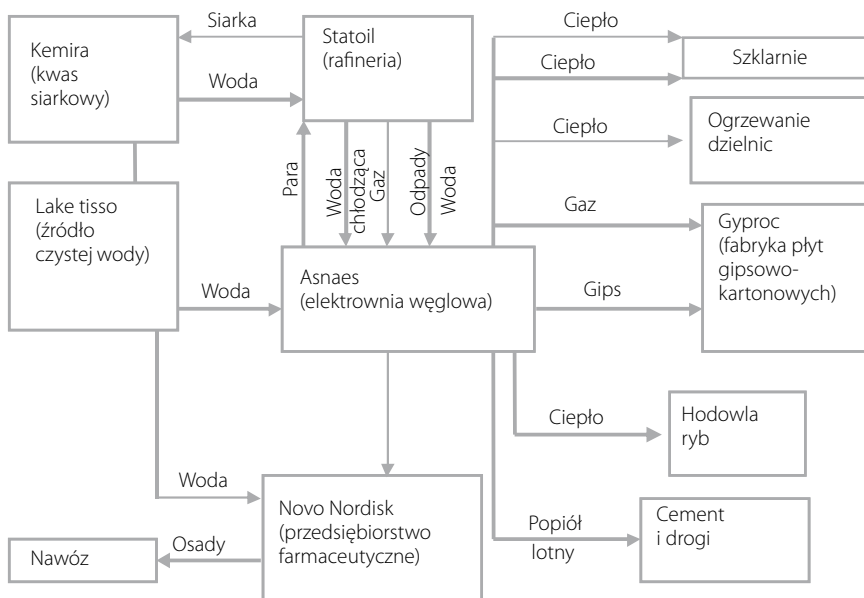 Siarka
Kemira
(kwas
siarkowy)
Statoil
(rafineria)
Ciepło
Szklarnie
Ciepło
Woda
Ciepło
Ogrzewanie
dzielnic
Para
Woda
chłodząca
Gaz
Odpady
Woda
Lake tisso
(źródło
czystej wody)
Gaz
Gyproc
(fabryka płyt
gipsowo-
kartonowych)
Woda
Asnaes
(elektrownia węglowa)
Gips
Ciepło
Hodowla
ryb
Woda
Novo Nordisk
(przedsiębiorstwo
farmaceutyczne)
Popiół
lotny
Cement
i drogi
Nawóz
Osady